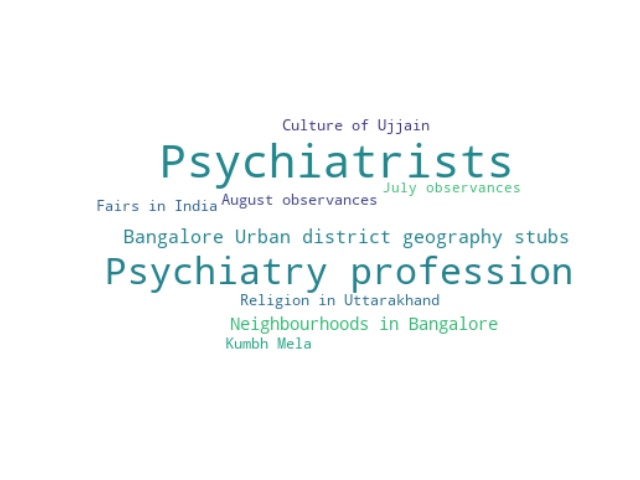 Culture of Ujjain
Psychiatrists
July observances
August observances
Fairs in India
Bangalore Urban district geography stubs
Psychiatry profession
Religion in Uttarakhand
Neighbourhoods in Bangalore
Kumbh Mela